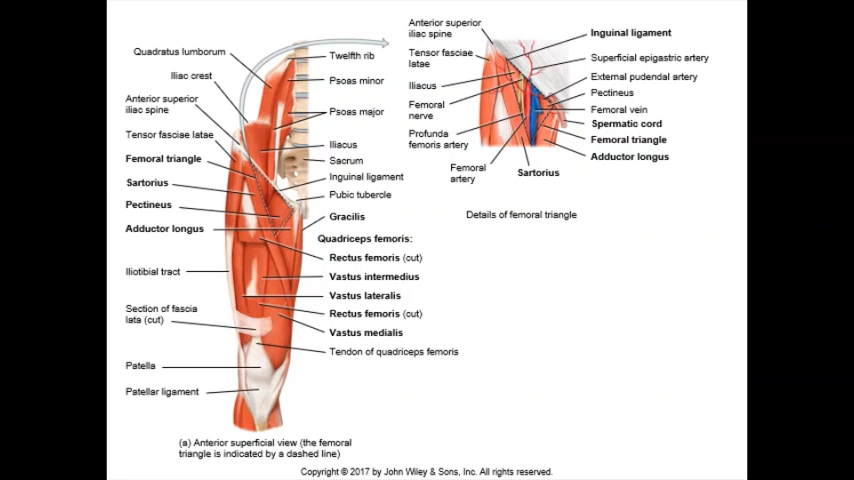 Quadratus lumborum
Iliac crest
Anterior superior
iliac spine
Tensor fasciae latae
Femoral triangle
Sartorius
Pectineus
Adductor longus
Iliotibial tract
Section of fascia
lata (cut)
Patella
Patellar ligament
Twelfth rib
Psoas minor
Psoas major
Iliacus
Sacrum
Inguinal ligament
Pubic tubercle
Gracilis
Quadriceps femoris:
Rectus femoris (cut)
Vastus intermedius
Vastus lateralis
Rectus femoris (cut)
Vastus medialis
Tendon of quadriceps femoris
(a) Anterior superficial view (the femoral
triangle is indicated by a dashed line)
Anterior superior
iliac spine
Tensor fasciae
latae
Iliacus
Femoral
nerve
Profunda
femoris artery
Femoral
artery
Sartorius
Inguinal ligament
Superficial epigastric artery
External pudendal artery
Pectineus
Femoral vein
Spermatic cord
Femoral triangle
Adductor longus
Details of femoral triangle
Copyright © 2017 by John Wiley & Sons, Inc. All rights reserved.